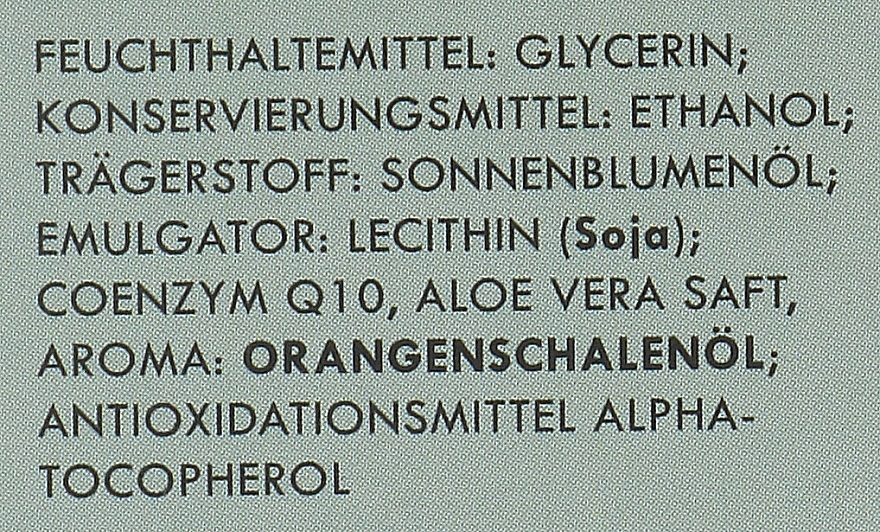 FEUCHTHALTEMITTEL: GLYCERIN;
KONSERVIERUNGSMITTEL: ETHANOL;
TRÄGERSTOFF: SONNENBLUMENÖL;
EMULGATOR: LECITHIN (Soja);
COENZYM Q10, ALOE VERA SAFT,
AROMA: ORANGENSCHALENÖL;
ANTIOXIDATIONSMITTEL ALPHA-
TOCOPHEROL